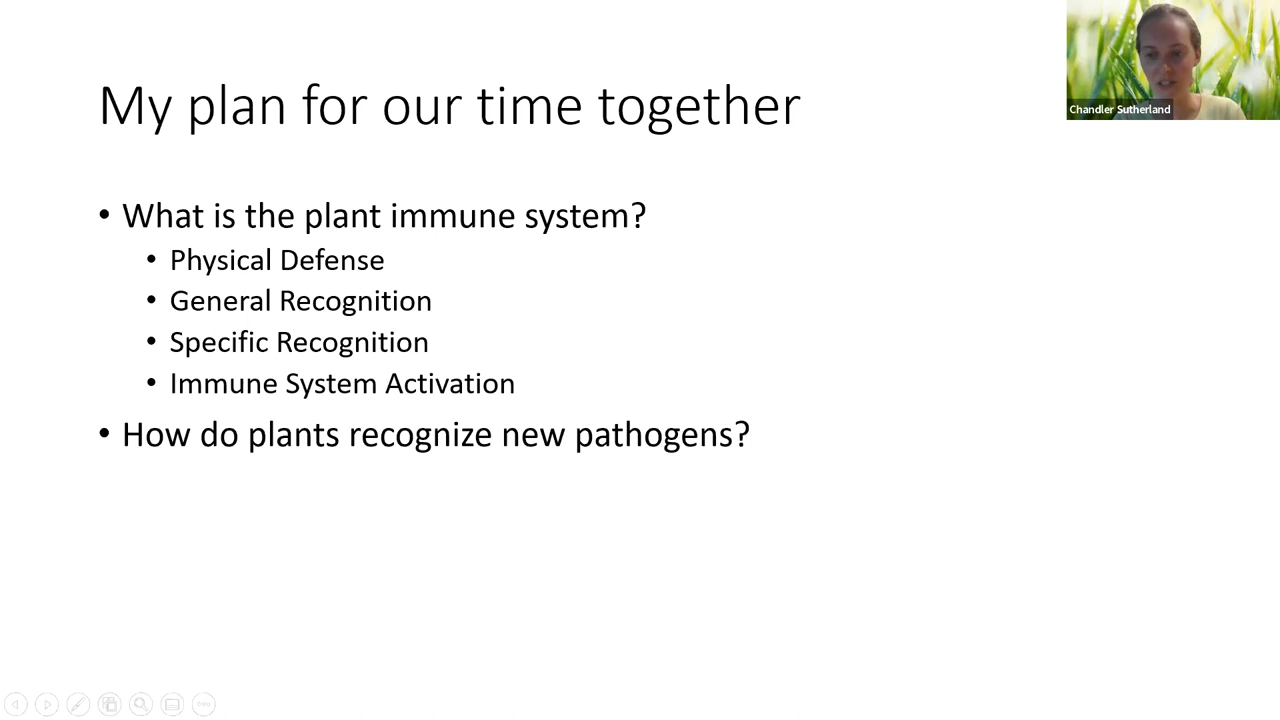 My plan for our time together
Chandler Sutherland
• What is the plant immune system?
• Physical Defense
• General Recognition
• Specific Recognition
• Immune System Activation
• How do plants recognize new pathogens?